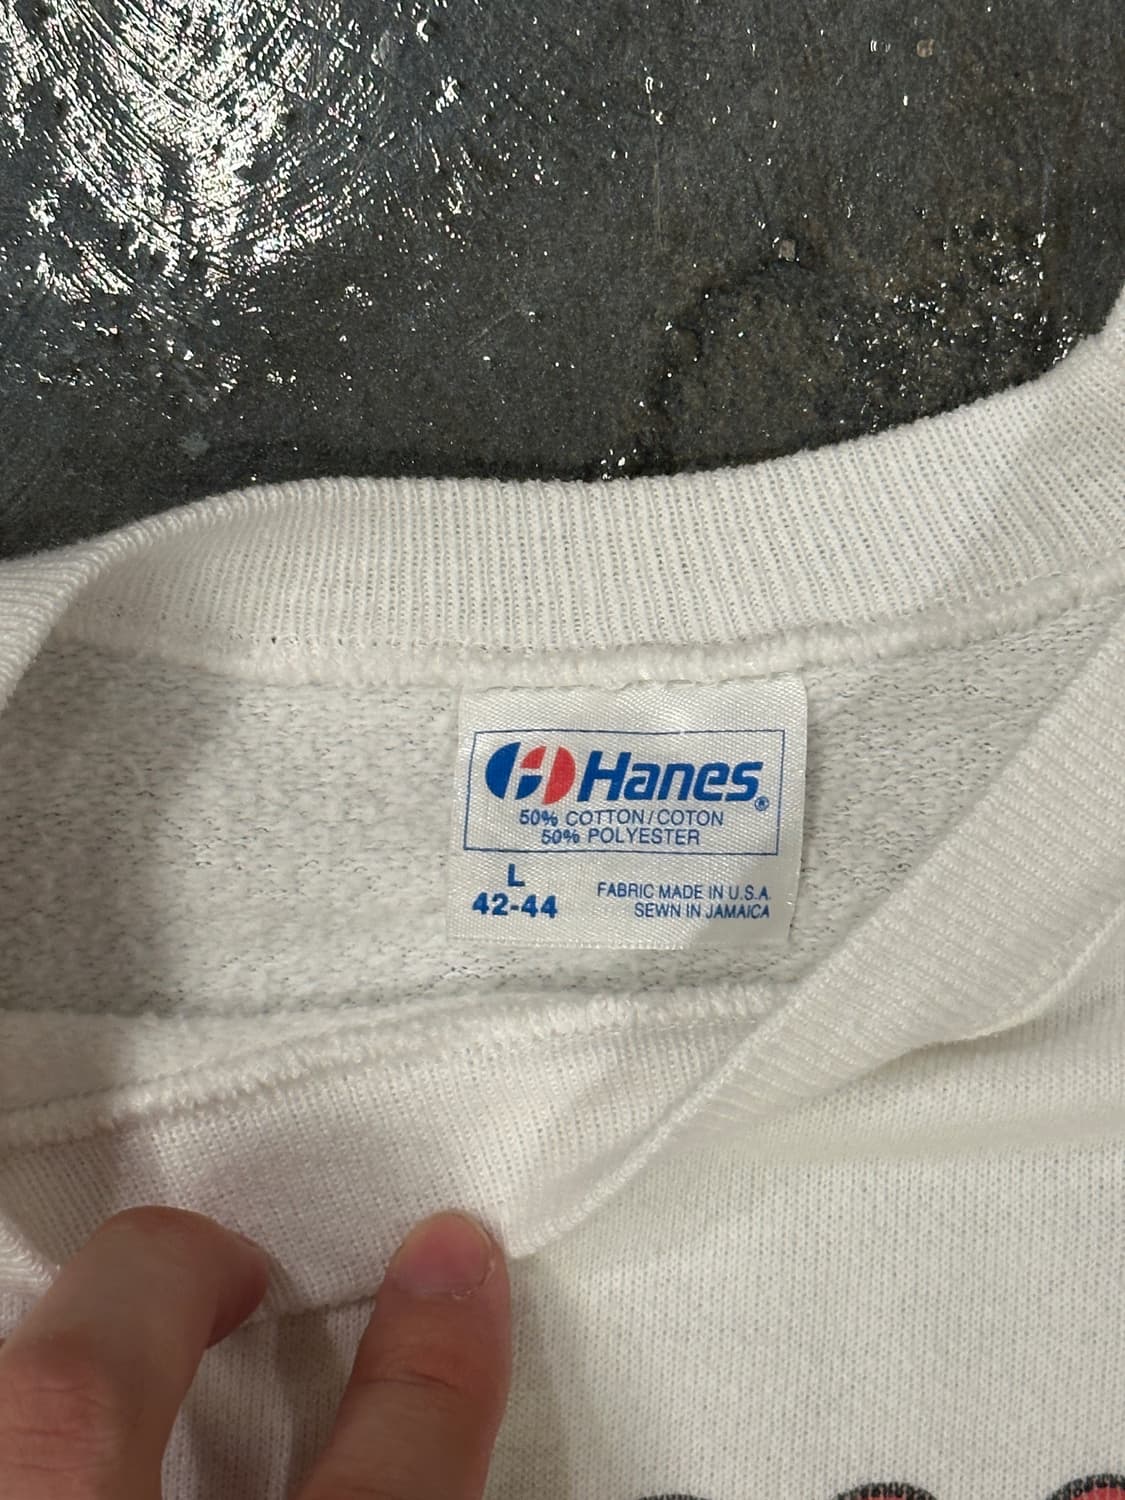 Hanes®
50% COTTON/COTON
50% POLYESTER
L
42-44
FABRIC MADE IN U.S.A.
SEWN IN JAMAICA